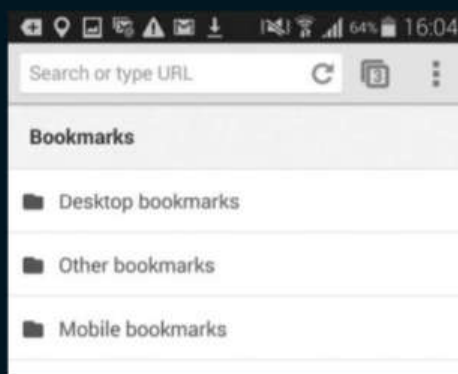 64% 16:04
Search or type URL 3
Bookmarks
Desktop bookmarks
Other bookmarks
Mobile bookmarks